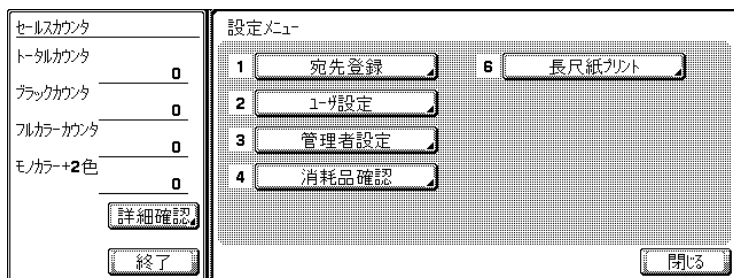 セールスカウンタ
トータルカウンタ
0
ブラックカウンタ
0
フルカラーカウンタ
0
モノカラー+2色
0
詳細確認
終了
設定メニュー
1 宛先登録
2 ユーザ設定
3 管理者設定
4 消耗品確認
6 長尺紙プリント
閉じる